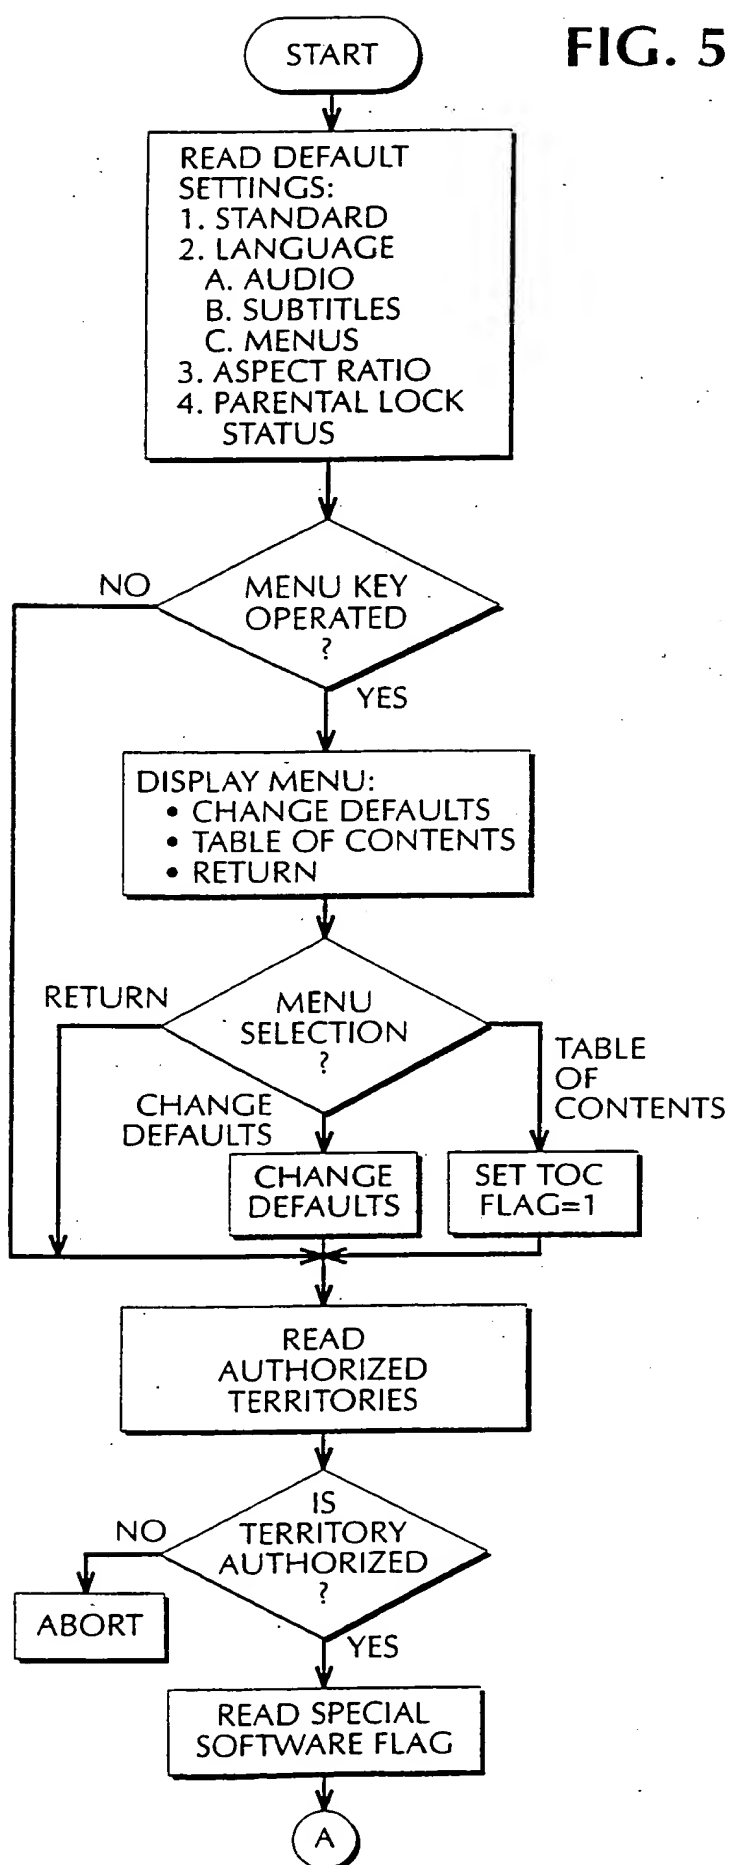 FIG. 5
START
READ DEFAULT
SETTINGS:
1. STANDARD
2. LANGUAGE
A. AUDIO
B. SUBTITLES
C. MENUS
3. ASPECT RATIO
4. PARENTAL LOCK
STATUS
NO
MENU KEY
OPERATED
?
YES
DISPLAY MENU:
• CHANGE DEFAULTS
• TABLE OF CONTENTS
• RETURN
RETURN
MENU
SELECTION
?
TABLE
OF
CONTENTS
CHANGE
DEFAULTS
CHANGE
DEFAULTS
SET TOC
FLAG=1
READ
AUTHORIZED
TERRITORIES
NO
IS
TERRITORY
AUTHORIZED
?
ABORT
YES
READ SPECIAL
SOFTWARE FLAG
A